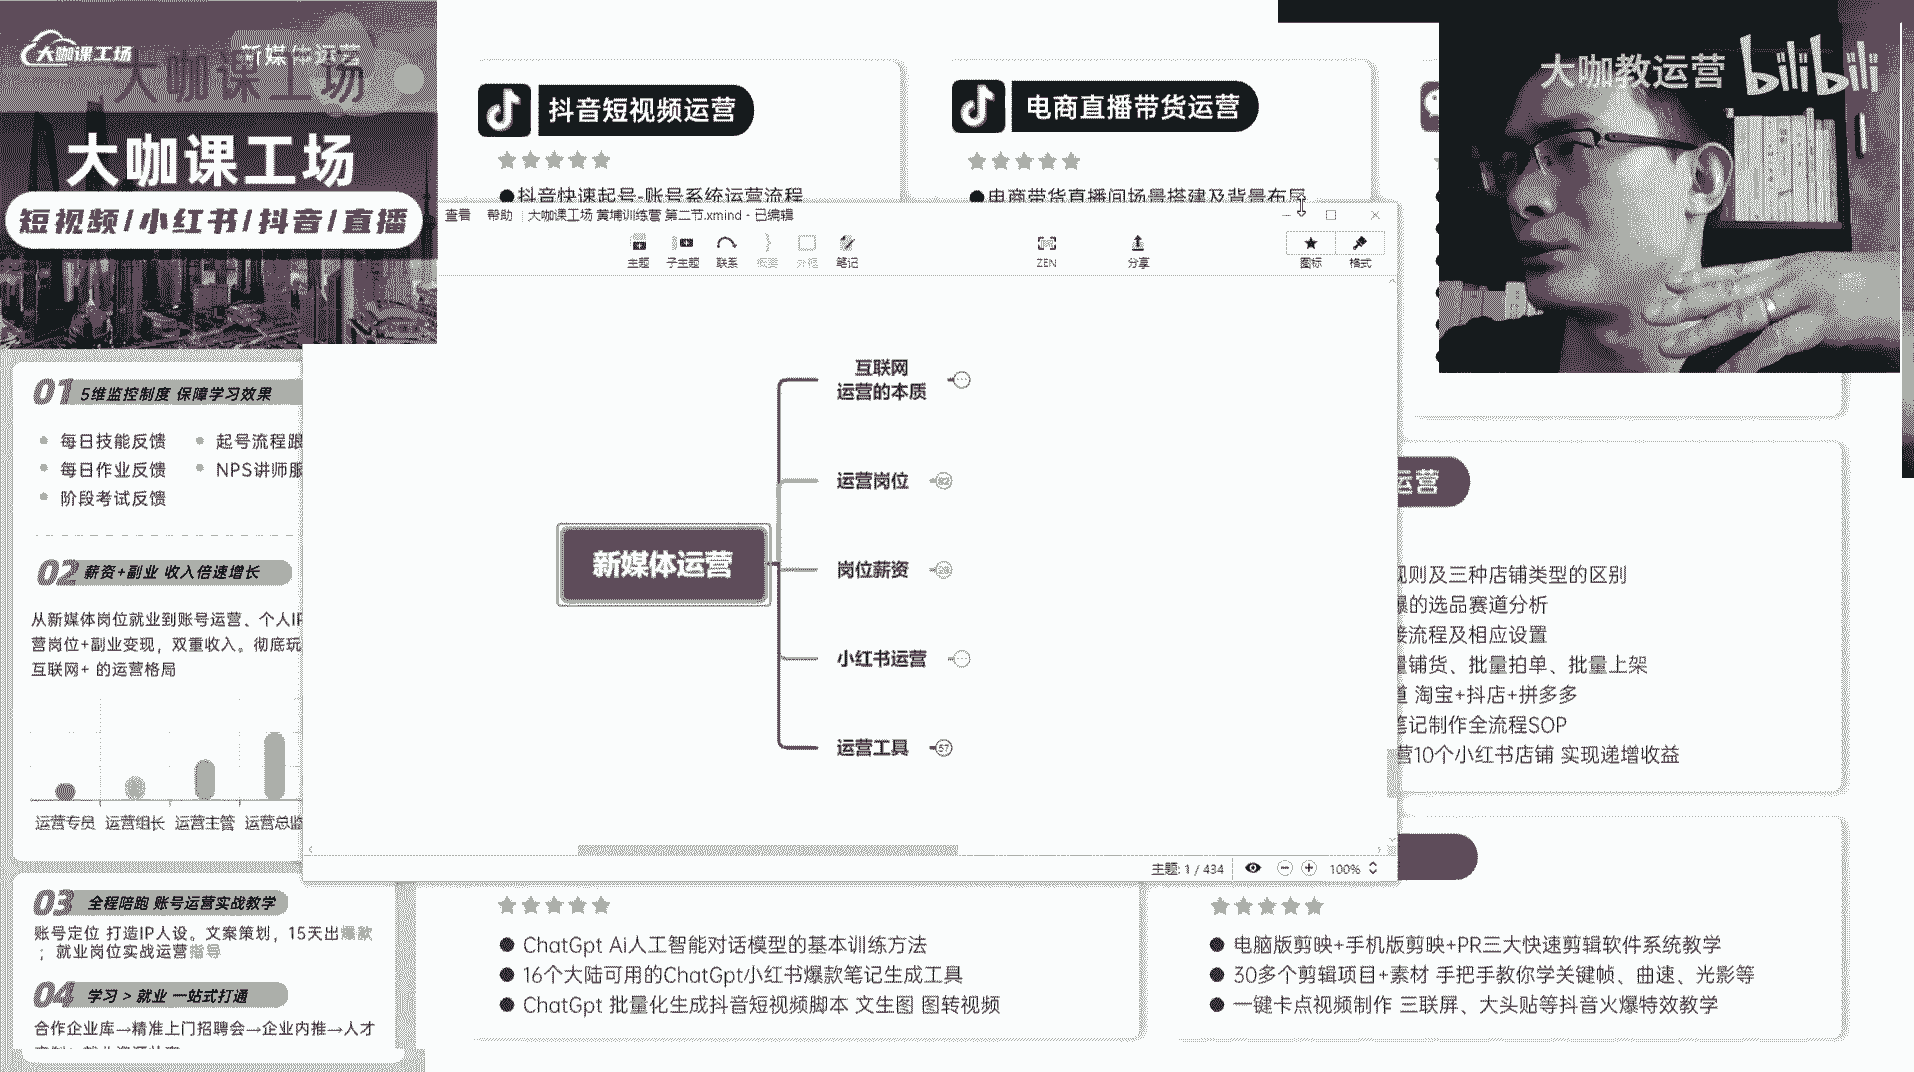 大咖课工场
新媒体运营
大咖课工场
大咖课工场
短视频/小红书/抖音/直播
抖音短视频运营
抖音快速起号-账号系统运营流程
电商直播带货运营
电商带货直播间场景搭建及背景布局
大咖教运营 bilibili
查看 帮助 大咖课工场 黄埔训练营 第二节.xmind - 已编辑
主题 子主题 联系 概要 外框 笔记 ZEN 分享 图标 格式
互联网
运营的本质
运营岗位
岗位薪资
新媒体运营
小红书运营
运营工具 57
主题: 1 / 434 100%
01 5维监控制度 保障学习效果
每日技能反馈 起号流程跟
每日作业反馈 NPS讲师服
阶段考试反馈
02 薪资+副业 收入倍速增长
从新媒体岗位就业到账号运营、个人IP
营岗位+副业变现，双重收入。彻底玩
互联网+ 的运营格局
运营专员 运营组长 运营主管 运营总监
03 全程陪跑 账号运营实战教学
账号定位 打造IP人设。文案策划，15天出爆款
；就业岗位实战运营指导
04 学习 > 就业 一站式打通
合作企业库→精准上门招聘会→企业内推→人才
运营
规则及三种店铺类型的区别
爆的选品赛道分析
接流程及相应设置
量铺货、批量拍单、批量上架
道 淘宝+抖店+拼多多
笔记制作全流程SOP
营10个小红书店铺 实现递增收益
ChatGpt Ai人工智能对话模型的基本训练方法
16个大陆可用的ChatGpt小红书爆款笔记生成工具
ChatGpt 批量化生成抖音短视频脚本 文生图 图转视频
电脑版剪映+手机版剪映+PR三大快速剪辑软件系统教学
30多个剪辑项目+素材 手把手教你学关键帧、曲速、光影等
一键卡点视频制作 三联屏、大头贴等抖音火爆特效教学